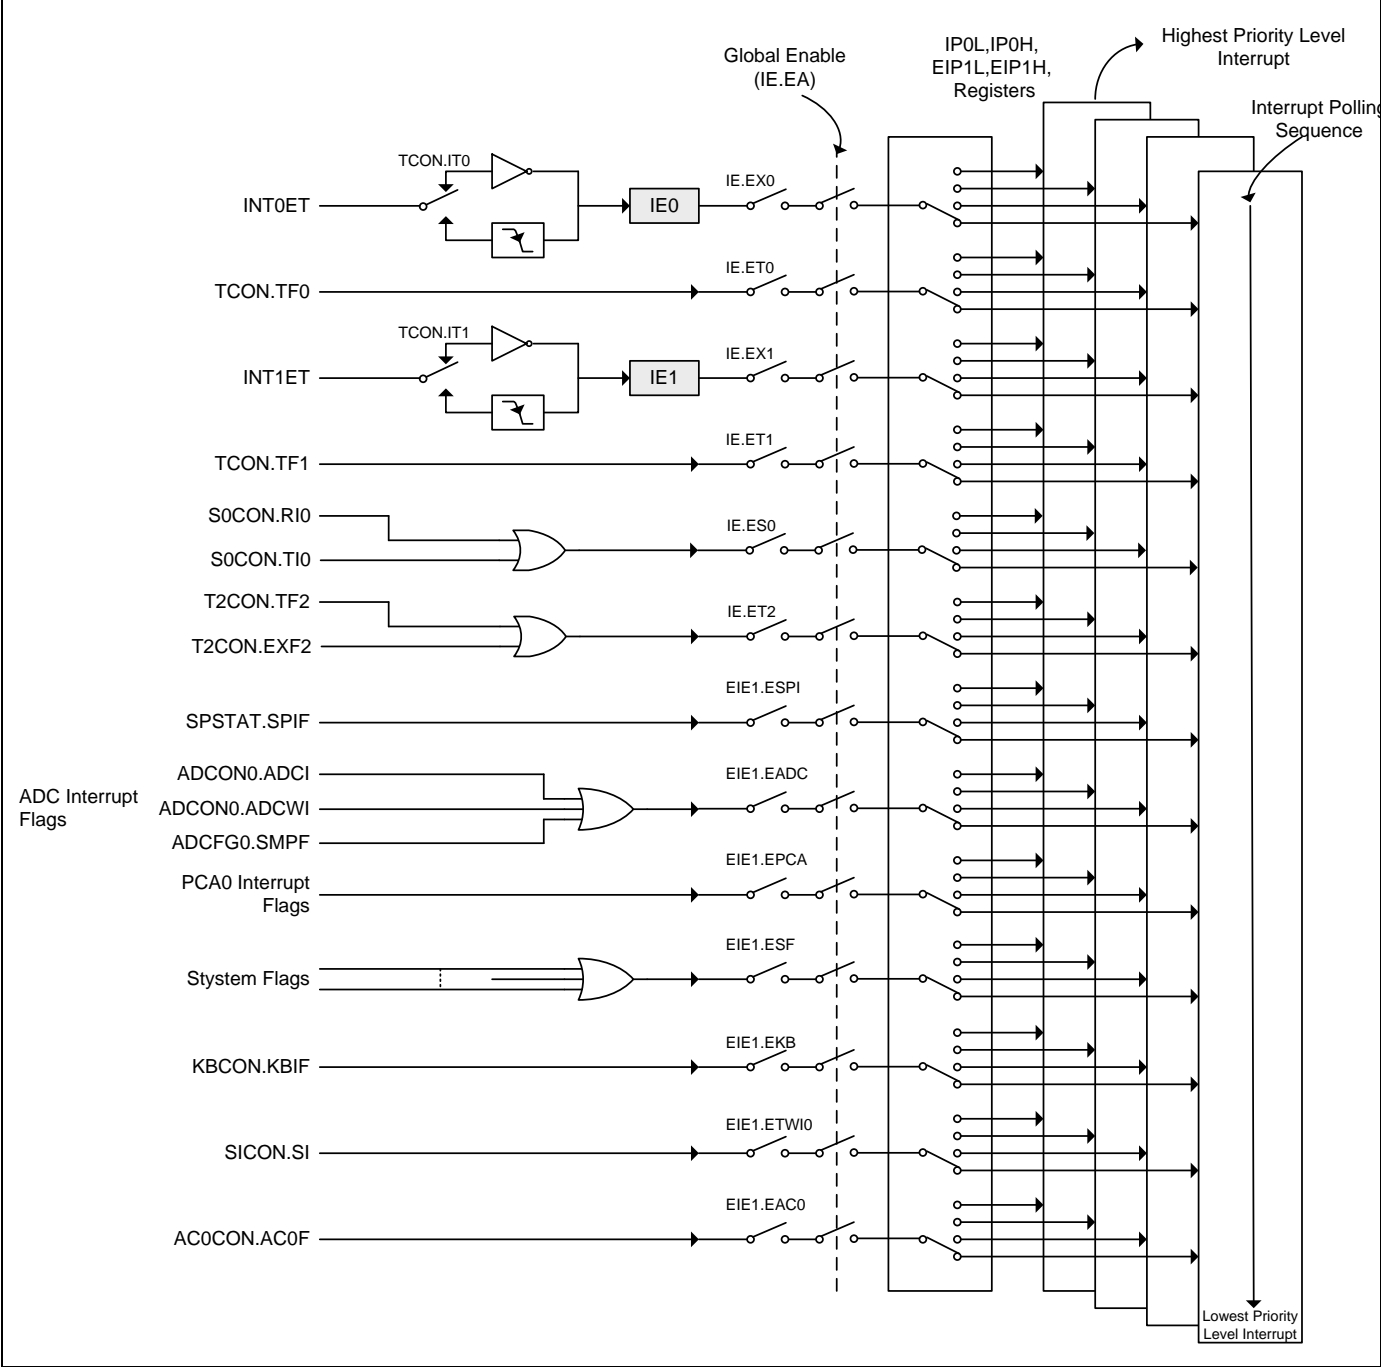 Highest Priority Level
Interrupt
IP0L,IP0H,
EIP1L,EIP1H,
Registers
Global Enable
(IE.EA)
Interrupt Polling
Sequence
TCON.IT0
INT0ET
IE0
IE.EX0
TCON.TF0
IE.ET0
TCON.IT1
INT1ET
IE1
IE.EX1
TCON.TF1
IE.ET1
S0CON.RI0
S0CON.TI0
IE.ES0
T2CON.TF2
T2CON.EXF2
IE.ET2
SPSTAT.SPIF
EIE1.ESPI
ADC Interrupt
Flags
ADCON0.ADCI
ADCON0.ADCWI
ADCFG0.SMPF
EIE1.EADC
PCA0 Interrupt
Flags
EIE1.EPCA
Stystem Flags
EIE1.ESF
KBCON.KBIF
EIE1.EKB
SICON.SI
EIE1.ETWI0
AC0CON.AC0F
EIE1.EAC0
Lowest Priority
Level Interrupt